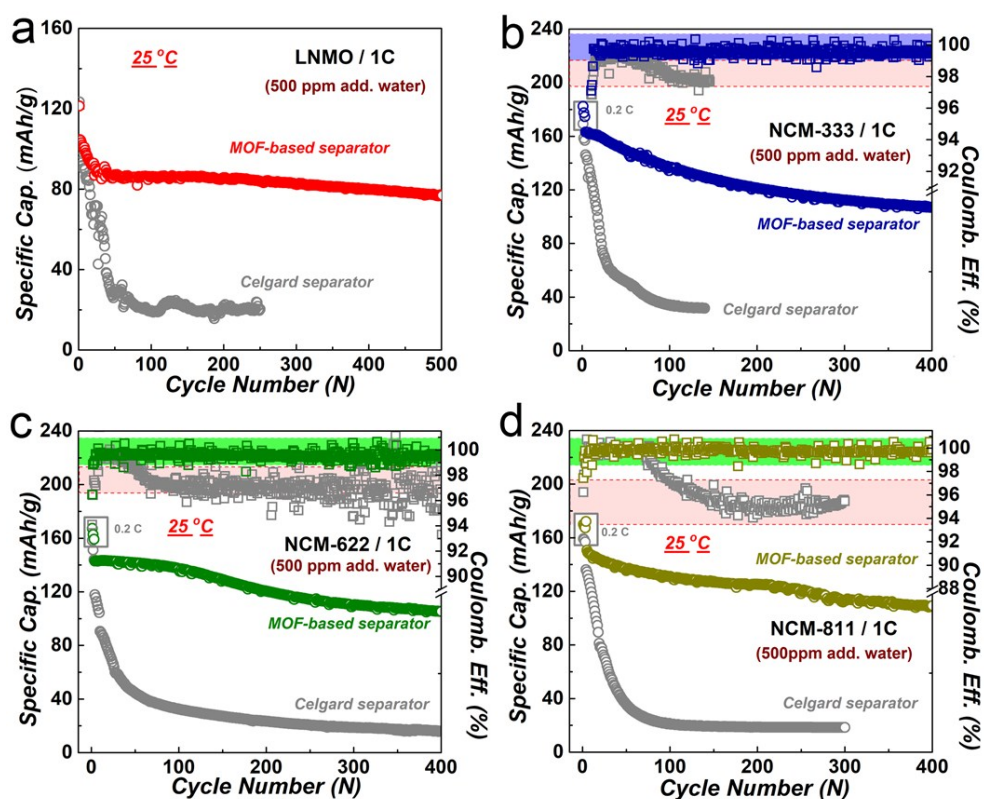 a
160
120
80
40
0
Specific Cap. (mAh/g)
25 °C
LNMO / 1C
(500 ppm add. water)
MOF-based separator
Celgard separator
0 100 200 300 400 500
Cycle Number (N)
b
240
200
160
120
80
40
0
Specific Cap. (mAh/g)
0.2 C
25 °C
NCM-333 / 1C
(500 ppm add. water)
MOF-based separator
Celgard separator
100
98
96
94
92
Coulomb. Eff. (%)
0 100 200 300 400
Cycle Number (N)
c
240
200
160
120
80
40
0
Specific Cap. (mAh/g)
0.2 C
25 °C
NCM-622 / 1C
(500 ppm add. water)
MOF-based separator
Celgard separator
100
98
96
94
92
90
Coulomb. Eff. (%)
0 100 200 300 400
Cycle Number (N)
d
240
200
160
120
80
40
0
Specific Cap. (mAh/g)
0.2 C
25 °C
MOF-based separator
NCM-811 / 1C
(500ppm add. water)
Celgard separator
100
98
96
94
92
90
88
Coulomb. Eff. (%)
0 100 200 300 400
Cycle Number (N)